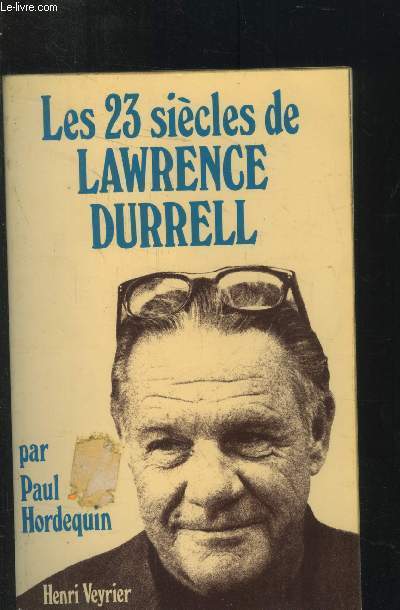 Le-livre.com
Les 23 siècles de
LAWRENCE
DURRELL
par
Paul
Hordequin
Henri Veyrier